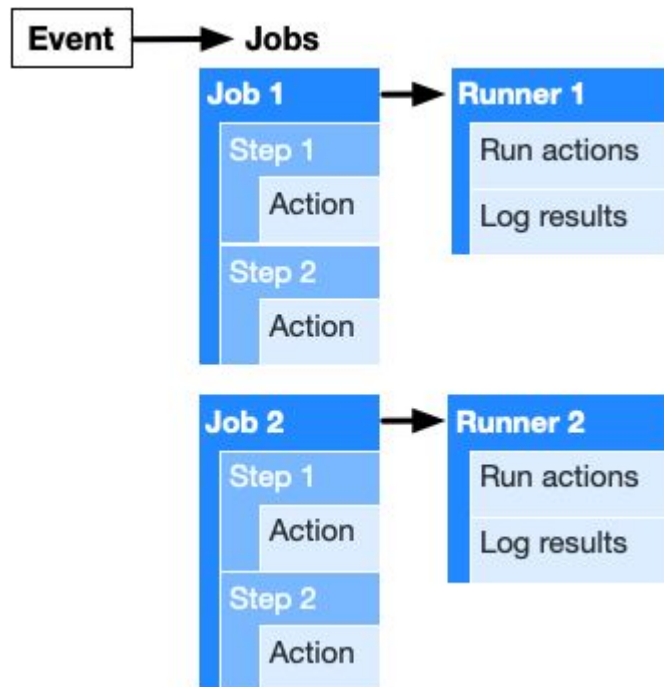 Event
Jobs
Job 1
Step 1
Action
Step 2
Action
Runner 1
Run actions
Log results
Job 2
Step 1
Action
Step 2
Action
Runner 2
Run actions
Log results